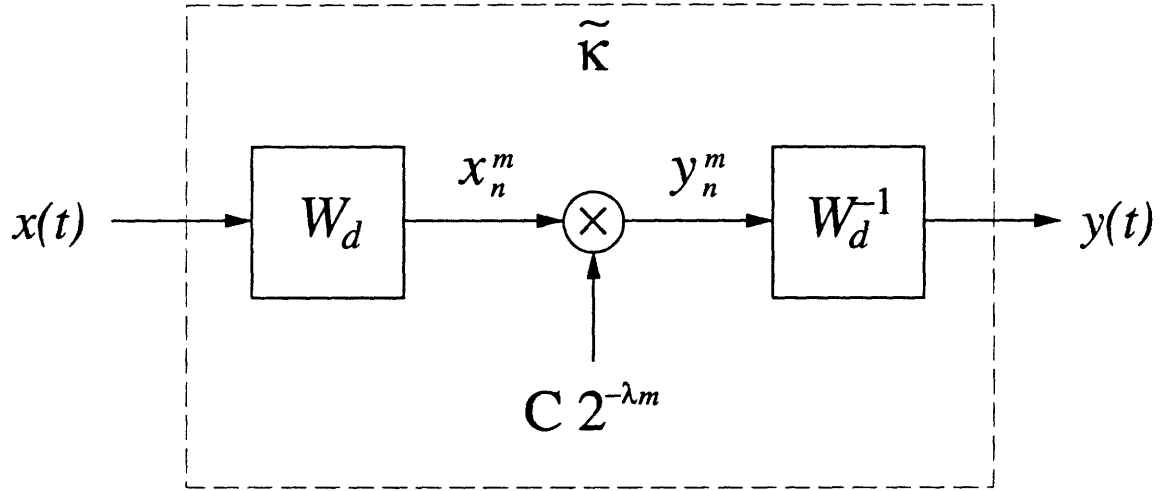 κ̃
x(t)
W_d
x_n^m
×
y_n^m
W_d^{-1}
y(t)
C 2^{-λm}